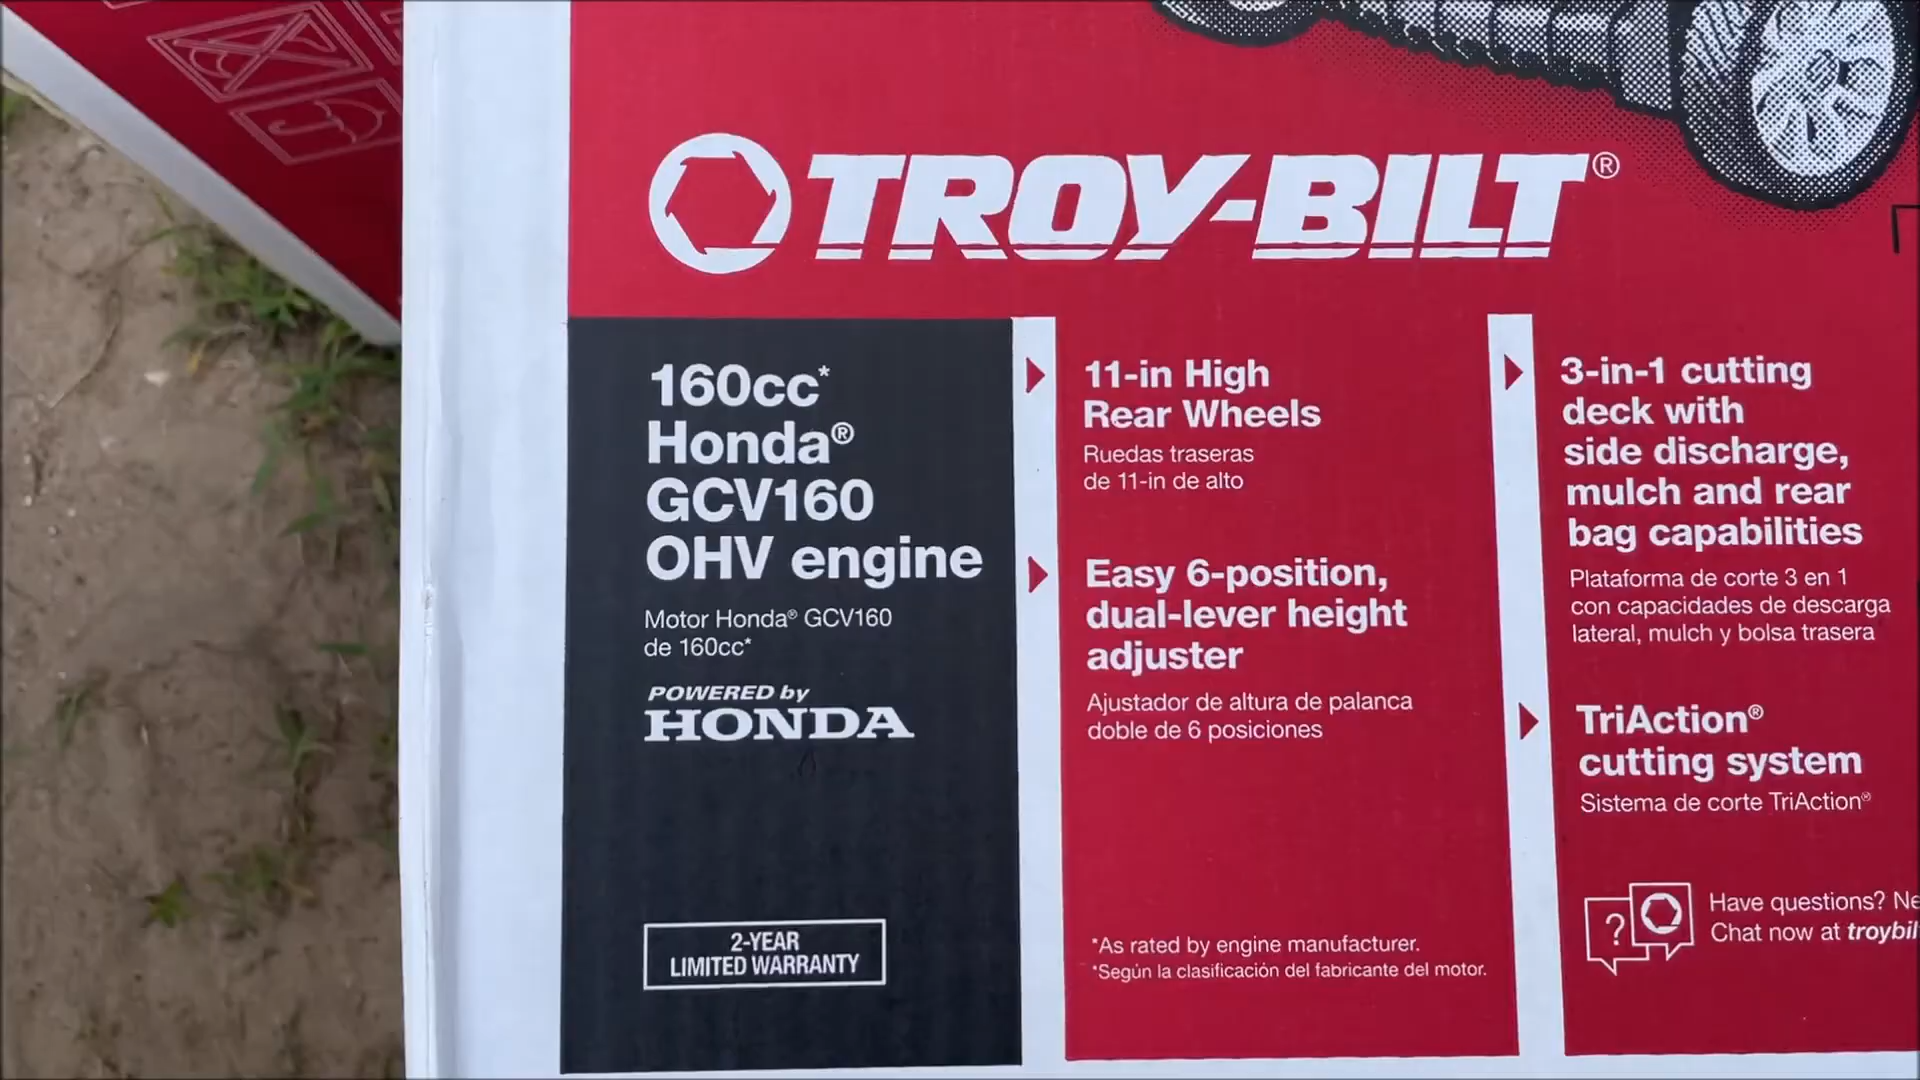 TROY-BILT®
160cc*
Honda®
GCV160
OHV engine
Motor Honda® GCV160
de 160cc*
POWERED by
HONDA
2-YEAR
LIMITED WARRANTY
11-in High
Rear Wheels
Ruedas traseras
de 11-in de alto
Easy 6-position,
dual-lever height
adjuster
Ajustador de altura de palanca
doble de 6 posiciones
*As rated by engine manufacturer.
*Según la clasificación del fabricante del motor.
3-in-1 cutting
deck with
side discharge,
mulch and rear
bag capabilities
Plataforma de corte 3 en 1
con capacidades de descarga
lateral, mulch y bolsa trasera
TriAction®
cutting system
Sistema de corte TriAction®
?
Have questions? Ne
Chat now at troybil